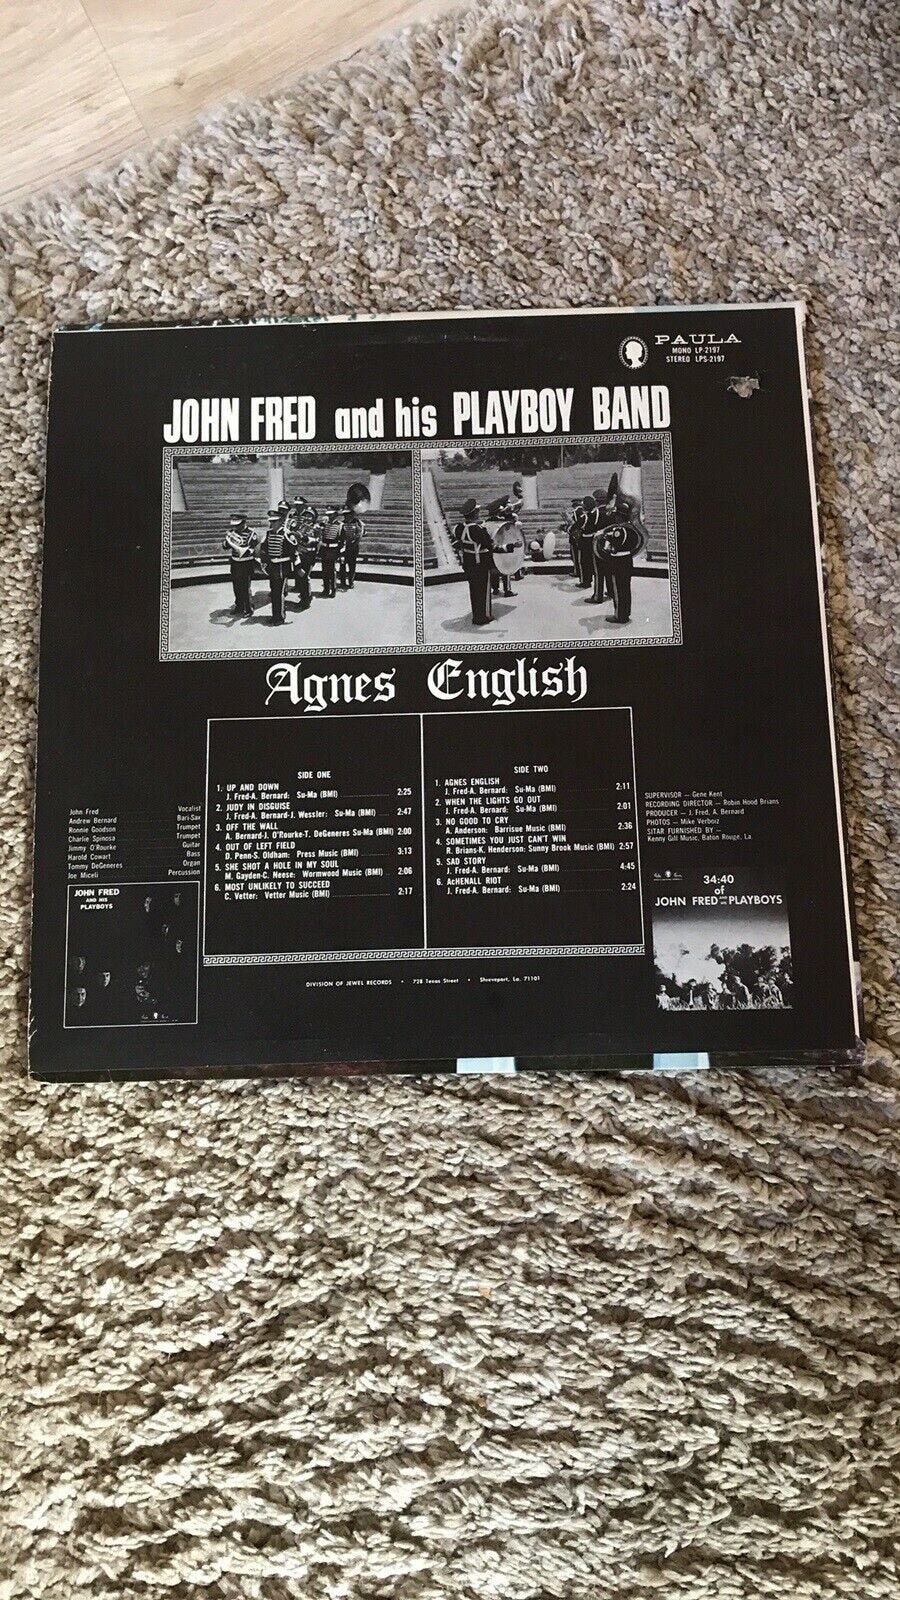 PAULA
MONO LP-2197
STEREO LPS-2197
JOHN FRED and his PLAYBOY BAND
Agnes English
SIDE ONE
1. UP AND DOWN
J. Fred-A. Bernard: Su-Ma (BMI) 2:25
2. JUDY IN DISGUISE
J. Fred-A. Bernard-J. Wessler: Su-Ma (BMI) 2:47
3. OFF THE WALL
A. Bernard-J. O'Rourke-T. DeGeneres Su-Ma (BMI) 2:00
4. OUT OF LEFT FIELD
D. Penn-S. Oldham: Press Music (BMI) 3:13
5. SHE SHOT A HOLE IN MY SOUL
M. Gayden-C. Neese: Wormwood Music (BMI) 2:06
6. MOST UNLIKELY TO SUCCEED
C. Vetter: Vetter Music (BMI) 2:17
SIDE TWO
1. AGNES ENGLISH
J. Fred-A. Bernard: Su-Ma (BMI) 2:11
2. WHEN THE LIGHTS GO OUT
J. Fred-A. Bernard: Su-Ma (BMI) 2:01
3. NO GOOD TO CRY
A. Anderson: Barrisue Music (BMI) 2:36
4. SOMETIMES YOU JUST CAN'T WIN
R. Brians-K. Henderson: Sunny Brook Music (BMI) 2:57
5. SAD STORY
J. Fred-A. Bernard: Su-Ma (BMI) 4:45
6. AcHENALL RIOT
J. Fred-A. Bernard: Su-Ma (BMI) 2:24
John Fred Vocalist
Andrew Bernard Bari-Sax
Ronnie Goodson Trumpet
Charlie Spinosa Trumpet
Jimmy O'Rourke Guitar
Harold Cowart Bass
Tommy DeGeneres Organ
Joe Miceli Percussion
SUPERVISOR — Gene Kent
RECORDING DIRECTOR — Robin Hood Brians
PRODUCER — J. Fred, A. Bernard
PHOTOS — Mike Verboiz
SITAR FURNISHED BY —
Kenny Gill Music, Baton Rouge, La.
JOHN FRED
AND HIS
PLAYBOYS
34:40
of
JOHN FRED AND HIS PLAYBOYS
DIVISION OF JEWEL RECORDS • 728 Texas Street • Shreveport, La. 71101